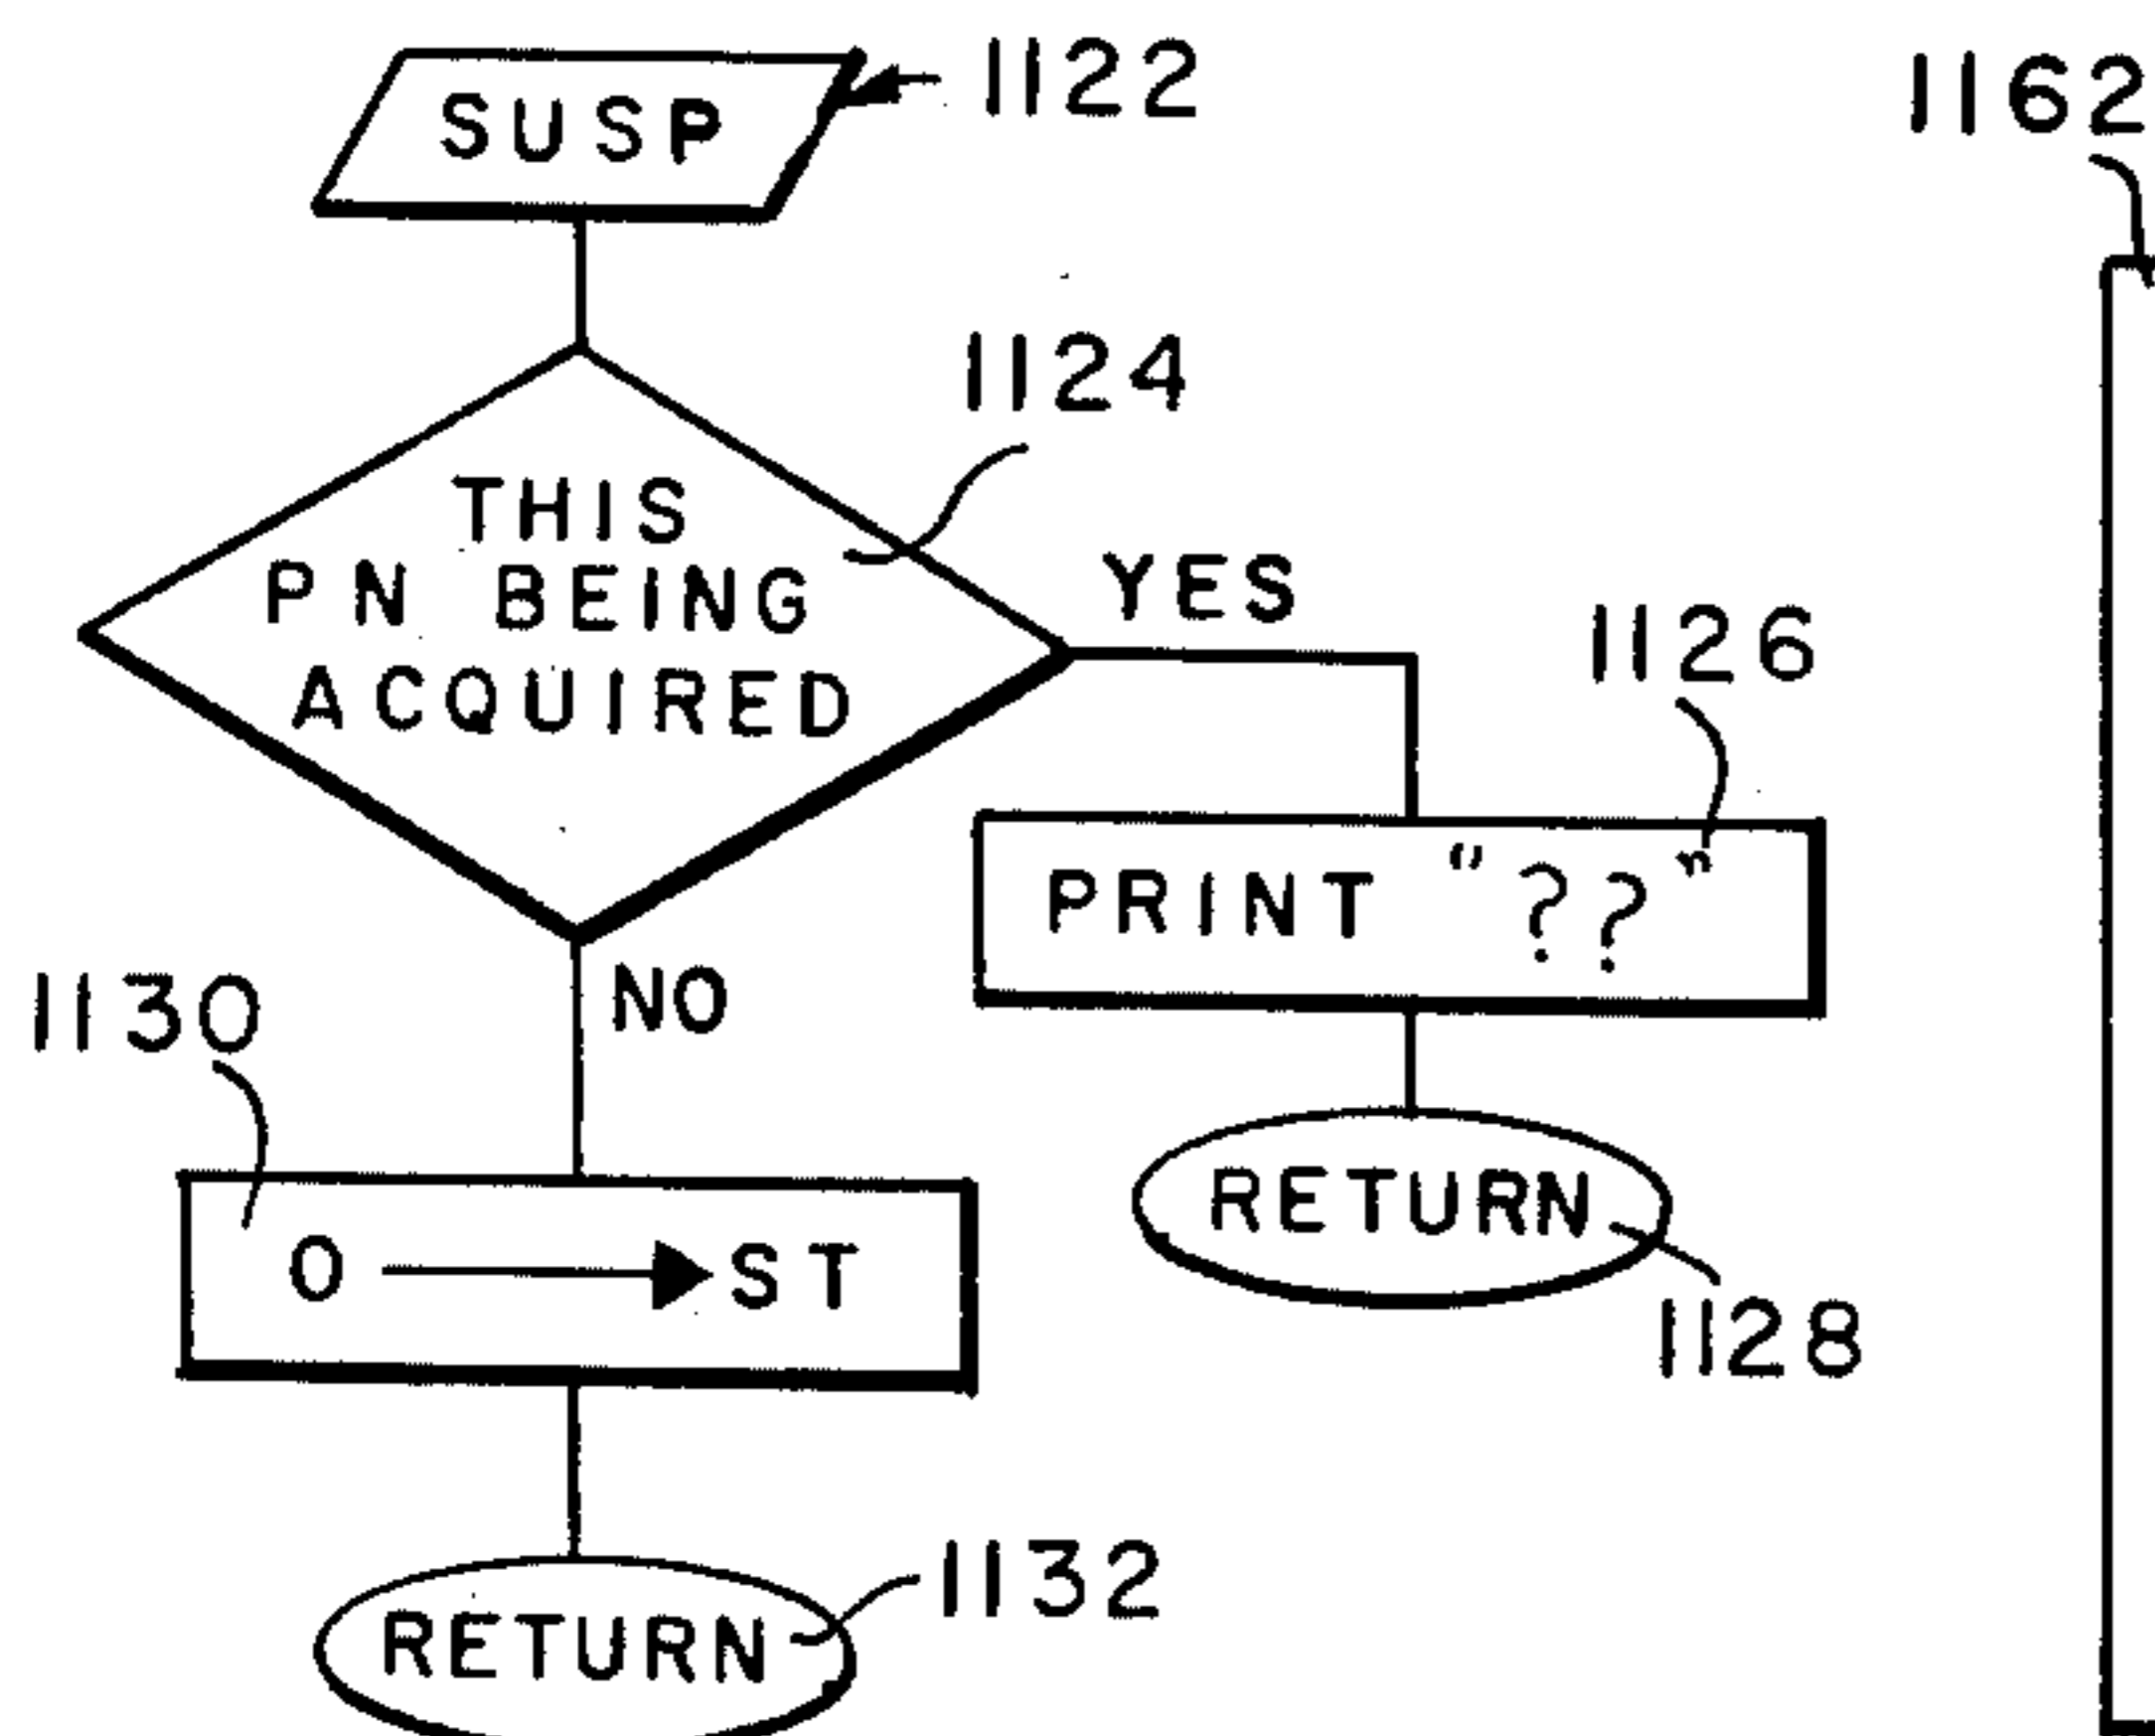 SUSP
1122
1162
1124
THIS
PN BEING
ACQUIRED
YES
1126
PRINT "??"
NO
1130
0 ST
RETURN
1128
1132
RETURN